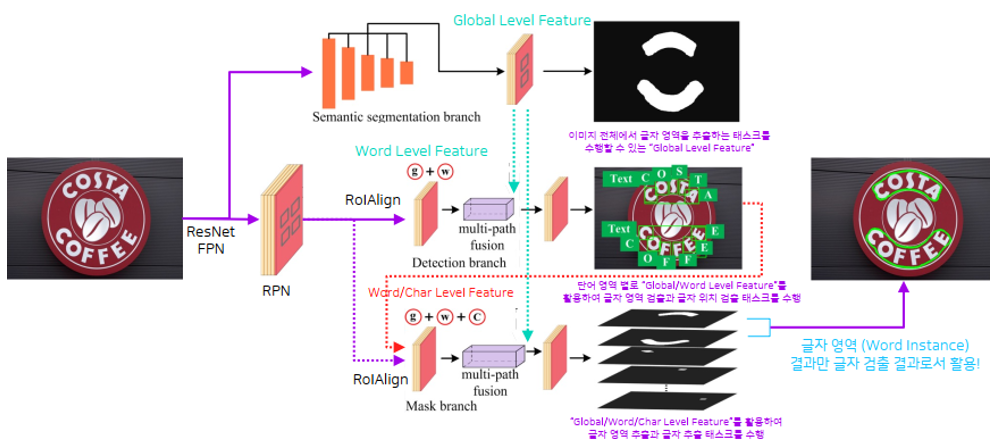 Global Level Feature
Semantic segmentation branch
이미지 전체에서 글자 영역을 추출하는 태스크를
수행할 수 있는 "Global Level Feature"
Word Level Feature
g + w
COSTA
COFFEE
ResNet
FPN
RPN
RoIAlign
multi-path
fusion
Detection branch
Text C O S T A
COSTA
Text C O F F E E
COFFEE
단어 영역 별로 "Global/Word Level Feature"를
활용하여 글자 영역 검출과 글자 위치 검출 태스크를 수행
COSTA
COFFEE
Word/Char Level Feature
g + w + C
RoIAlign
multi-path
fusion
Mask branch
글자 영역 (Word Instance)
결과만 글자 검출 결과로서 활용!
"Global/Word/Char Level Feature"를 활용하여
글자 영역 추출과 글자 추출 태스크를 수행